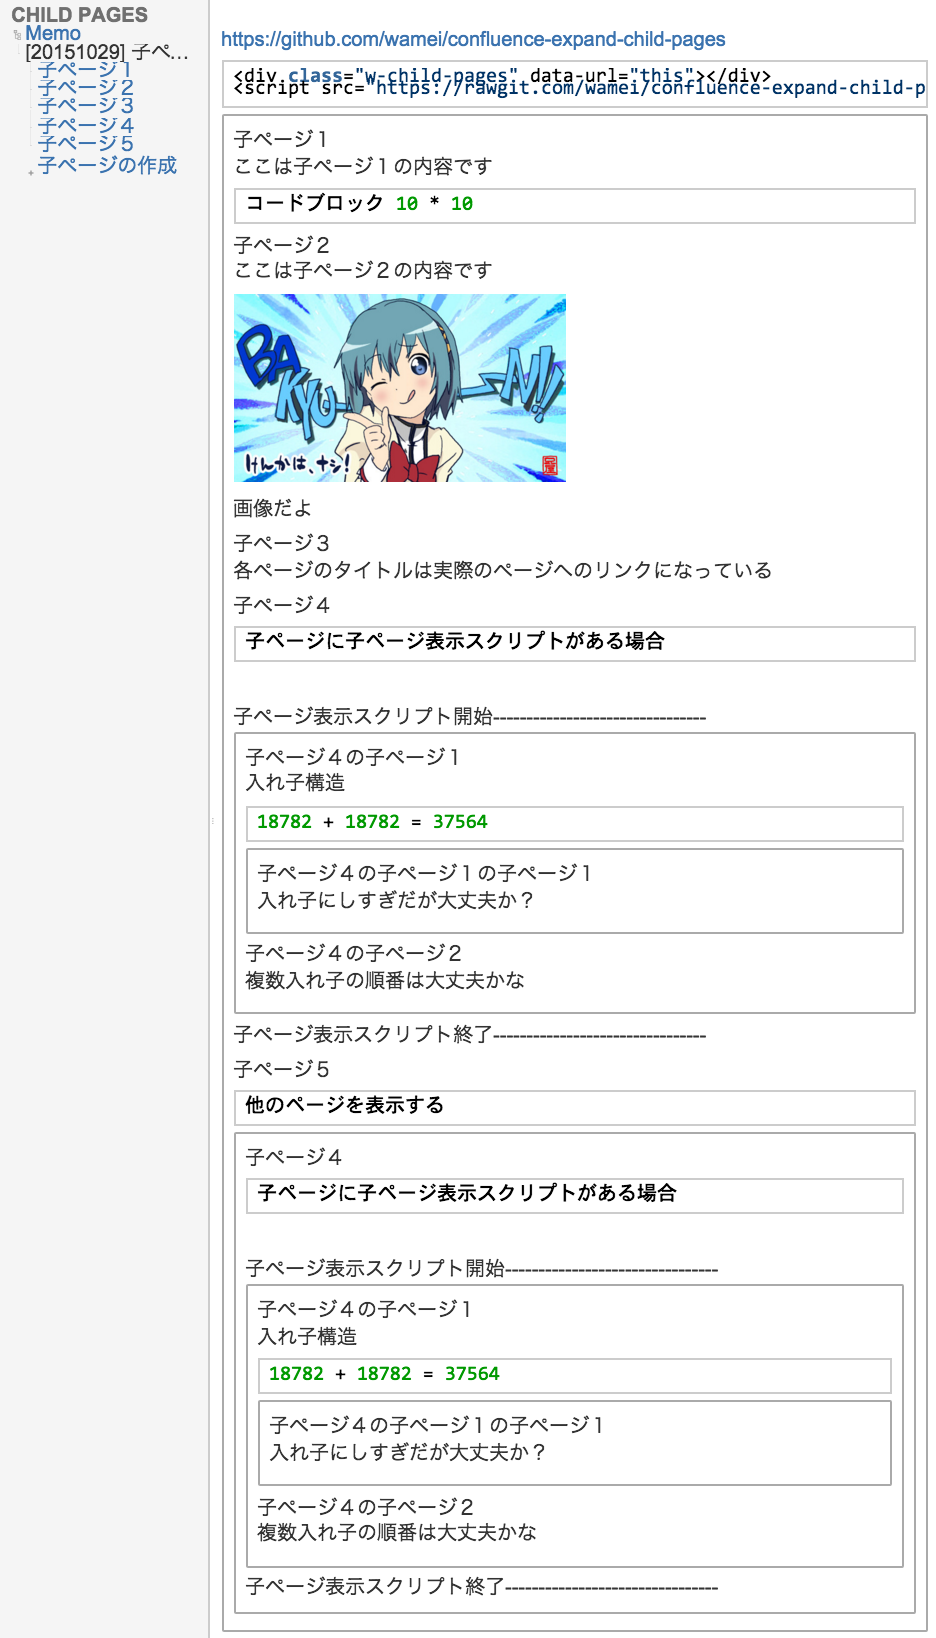 CHILD PAGES
Memo
[20151029] 子ペ...
子ページ１
子ページ２
子ページ３
子ページ４
子ページ５
子ページの作成
https://github.com/wamei/confluence-expand-child-pages
<div class="w-child-pages" data-url="this"></div>
<script src="https://rawgit.com/wamei/confluence-expand-child-p
子ページ１
ここは子ページ１の内容です
コードブロック 10 * 10
子ページ２
ここは子ページ２の内容です
BA
KYU
N!!
けんかは、ナシ!
画像だよ
子ページ３
各ページのタイトルは実際のページへのリンクになっている
子ページ４
子ページに子ページ表示スクリプトがある場合
子ページ表示スクリプト開始--------------------------------
子ページ４の子ページ１
入れ子構造
18782 + 18782 = 37564
子ページ４の子ページ１の子ページ１
入れ子にしすぎだが大丈夫か？
子ページ４の子ページ２
複数入れ子の順番は大丈夫かな
子ページ表示スクリプト終了--------------------------------
子ページ５
他のページを表示する
子ページ４
子ページに子ページ表示スクリプトがある場合
子ページ表示スクリプト開始--------------------------------
子ページ４の子ページ１
入れ子構造
18782 + 18782 = 37564
子ページ４の子ページ１の子ページ１
入れ子にしすぎだが大丈夫か？
子ページ４の子ページ２
複数入れ子の順番は大丈夫かな
子ページ表示スクリプト終了--------------------------------